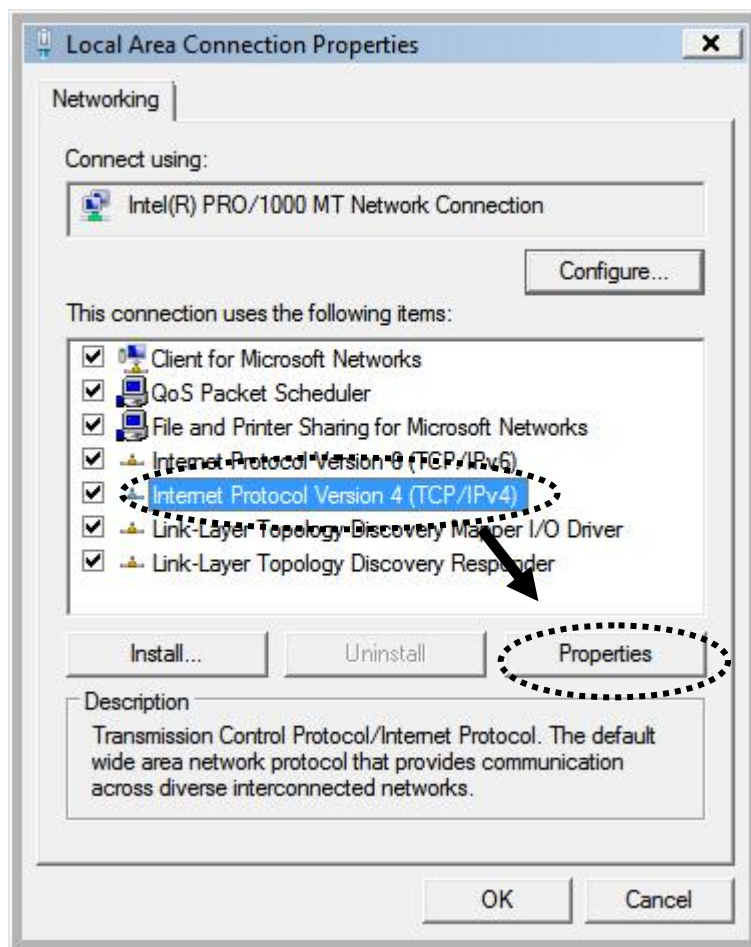 Local Area Connection Properties
Networking
Connect using:
Intel(R) PRO/1000 MT Network Connection
Configure...
This connection uses the following items:
Client for Microsoft Networks
QoS Packet Scheduler
File and Printer Sharing for Microsoft Networks
Internet Protocol Version 6 (TCP/IPv6)
Internet Protocol Version 4 (TCP/IPv4)
Link-Layer Topology Discovery Mapper I/O Driver
Link-Layer Topology Discovery Responder
Install... Uninstall Properties
Description
Transmission Control Protocol/Internet Protocol. The default
wide area network protocol that provides communication
across diverse interconnected networks.
OK Cancel